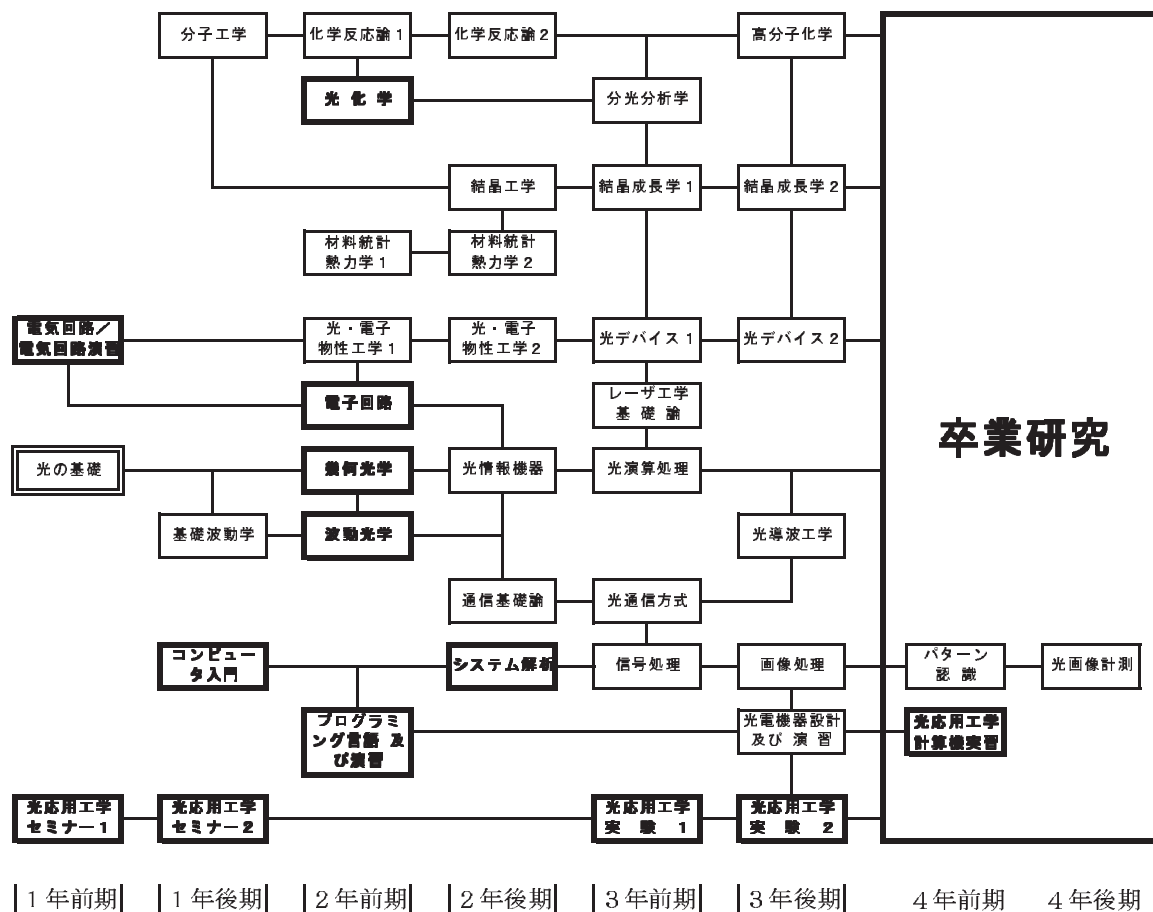 分子工学
化学反応論1
化学反応論2
高分子化学
光化学
分光分析学
結晶工学
結晶成長学1
結晶成長学2
材料統計
熱力学1
材料統計
熱力学2
電気回路／
電気回路演習
光・電子
物性工学1
光・電子
物性工学2
光デバイス1
光デバイス2
電子回路
レーザ工学
基礎論
卒業研究
光の基礎
幾何光学
光情報機器
光演算処理
基礎波動学
波動光学
光導波工学
通信基礎論
光通信方式
コンピュー
タ入門
システム解析
信号処理
画像処理
パターン
認識
光画像計測
プログラミ
ング言語 及
び演習
光電機器設計
及び 演習
光応用工学
計算機実習
光応用工学
セミナー1
光応用工学
セミナー2
光応用工学
実験1
光応用工学
実験2
1年前期
1年後期
2年前期
2年後期
3年前期
3年後期
4年前期
4年後期